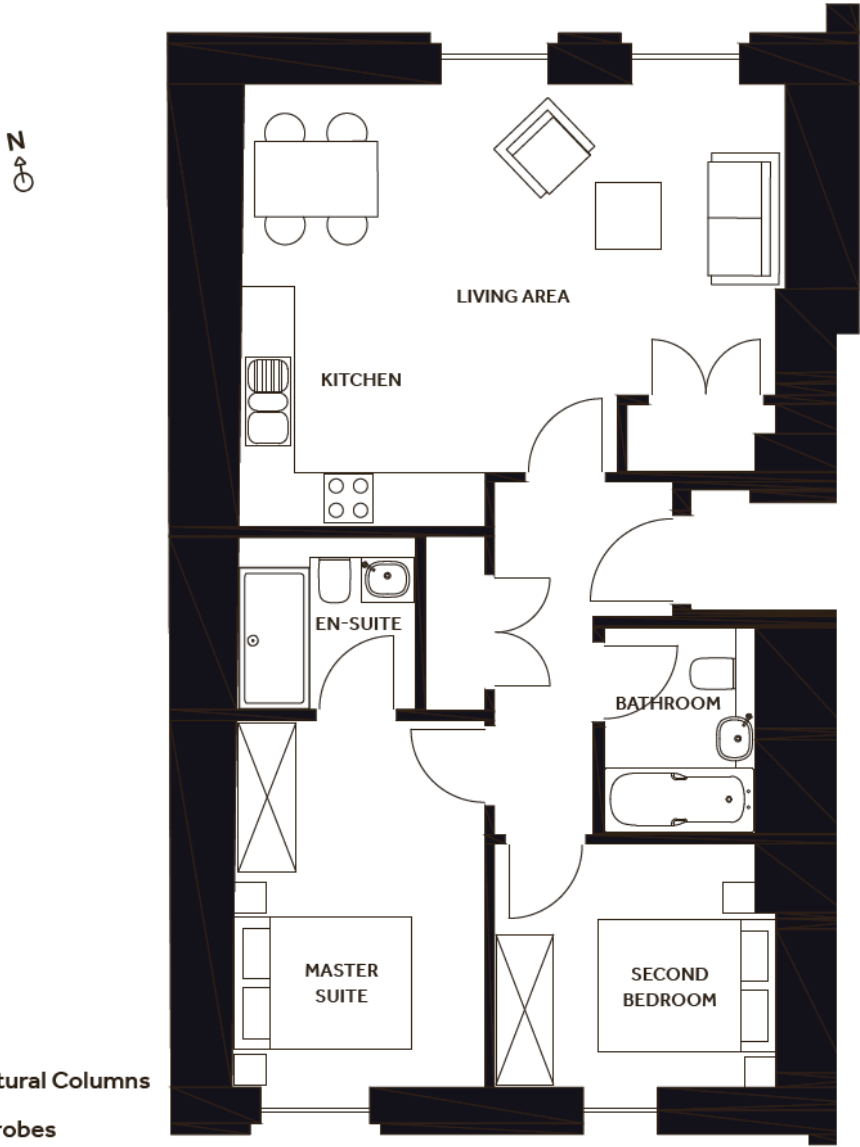 N
LIVING AREA
KITCHEN
EN-SUITE
BATHROOM
MASTER
SUITE
SECOND
BEDROOM
tural Columns
robes